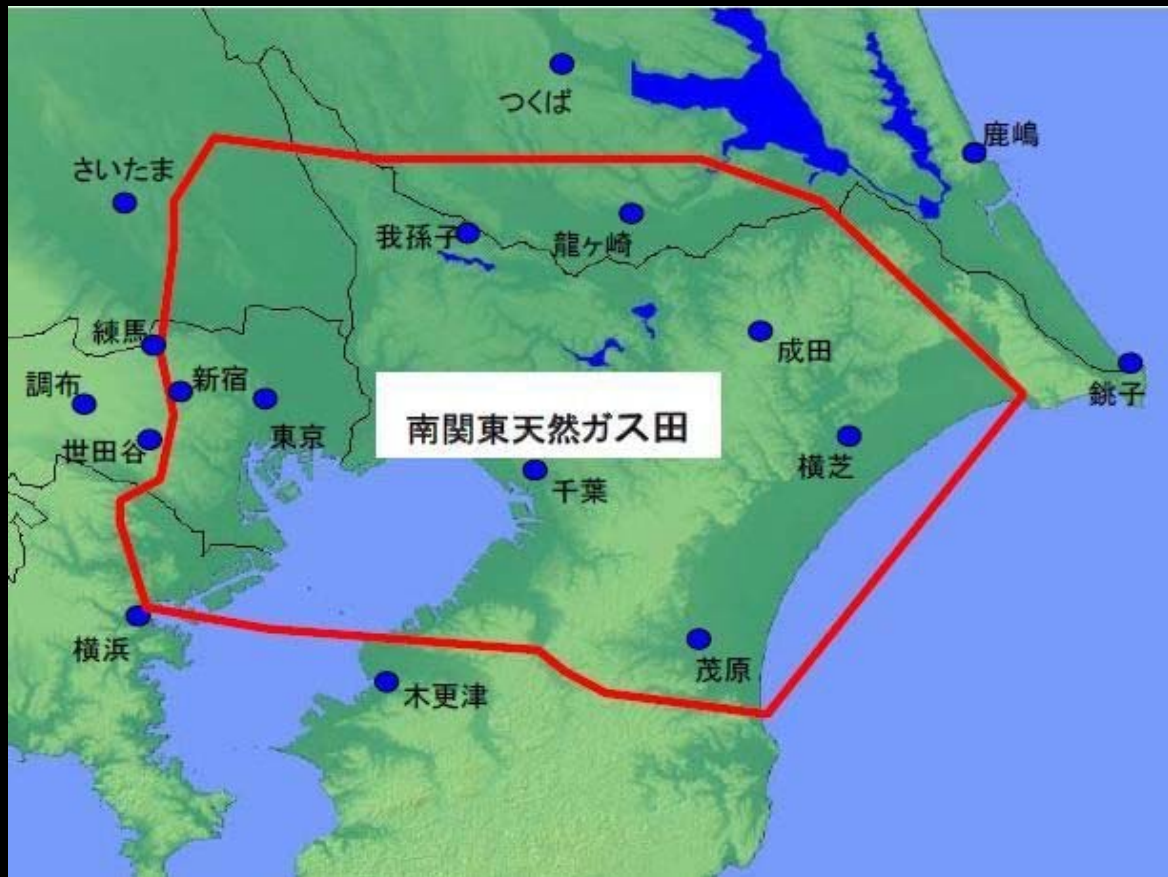 つくば
鹿嶋
さいたま
我孫子
龍ヶ崎
練馬
成田
調布
新宿
銚子
世田谷
東京
南関東天然ガス田
横芝
千葉
横浜
木更津
茂原